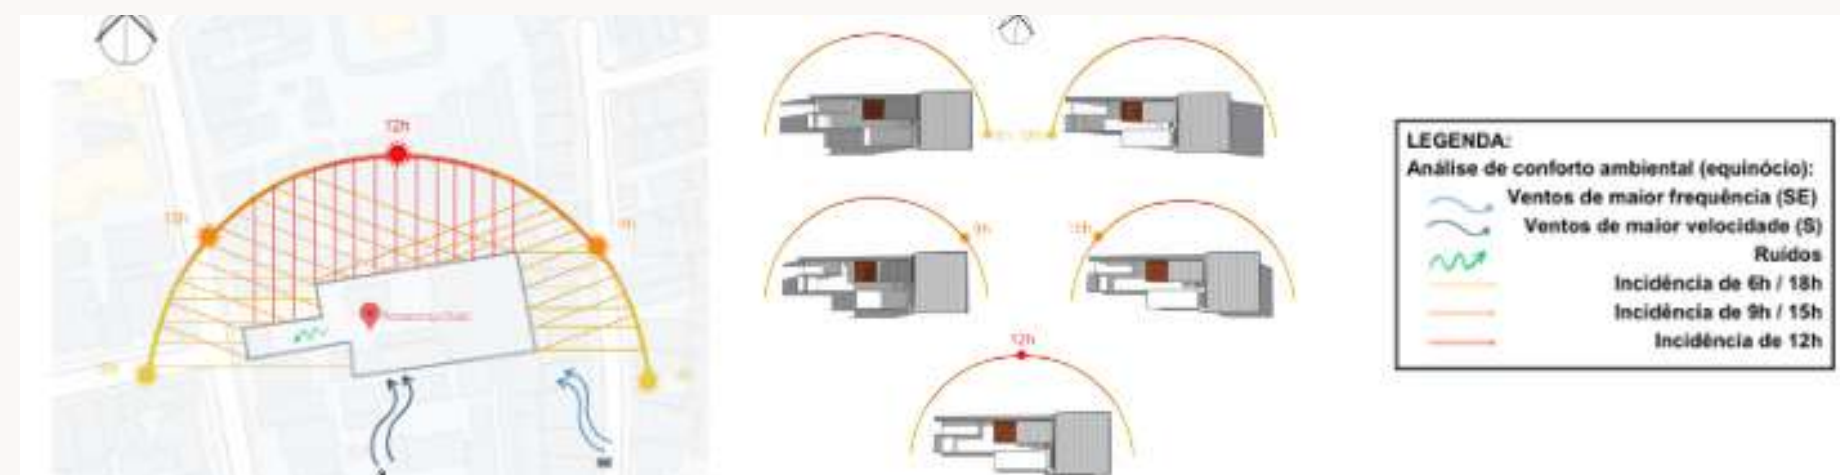 12h
15h
9h
9h
15h
12h
LEGENDA:
Análise de conforto ambiental (equinócio):
Ventos de maior frequência (SE)
Ventos de maior velocidade (S)
Ruídos
Incidência de 6h / 18h
Incidência de 9h / 15h
Incidência de 12h